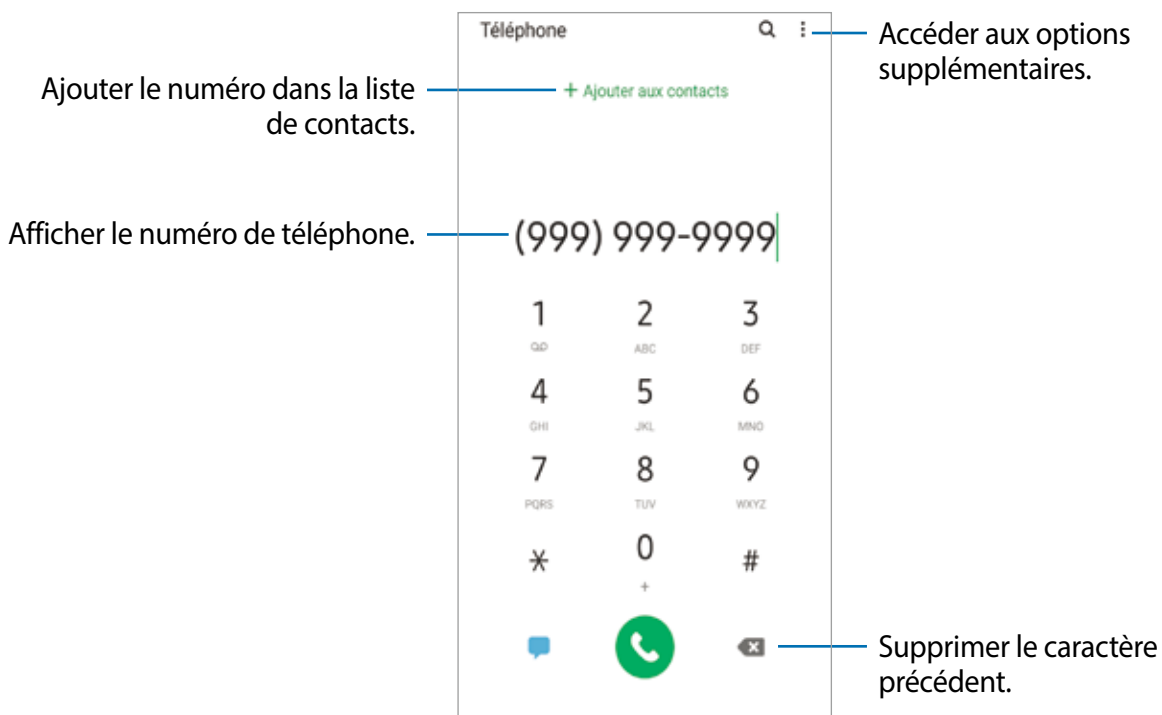 Téléphone
Accéder aux options
supplémentaires.
Ajouter le numéro dans la liste
de contacts.
+ Ajouter aux contacts
Afficher le numéro de téléphone.
(999) 999-9999
1 2 3
ABC DEF
4 5 6
GHI JKL MNO
7 8 9
PQRS TUV WXYZ
* 0 #
+
Supprimer le caractère
précédent.